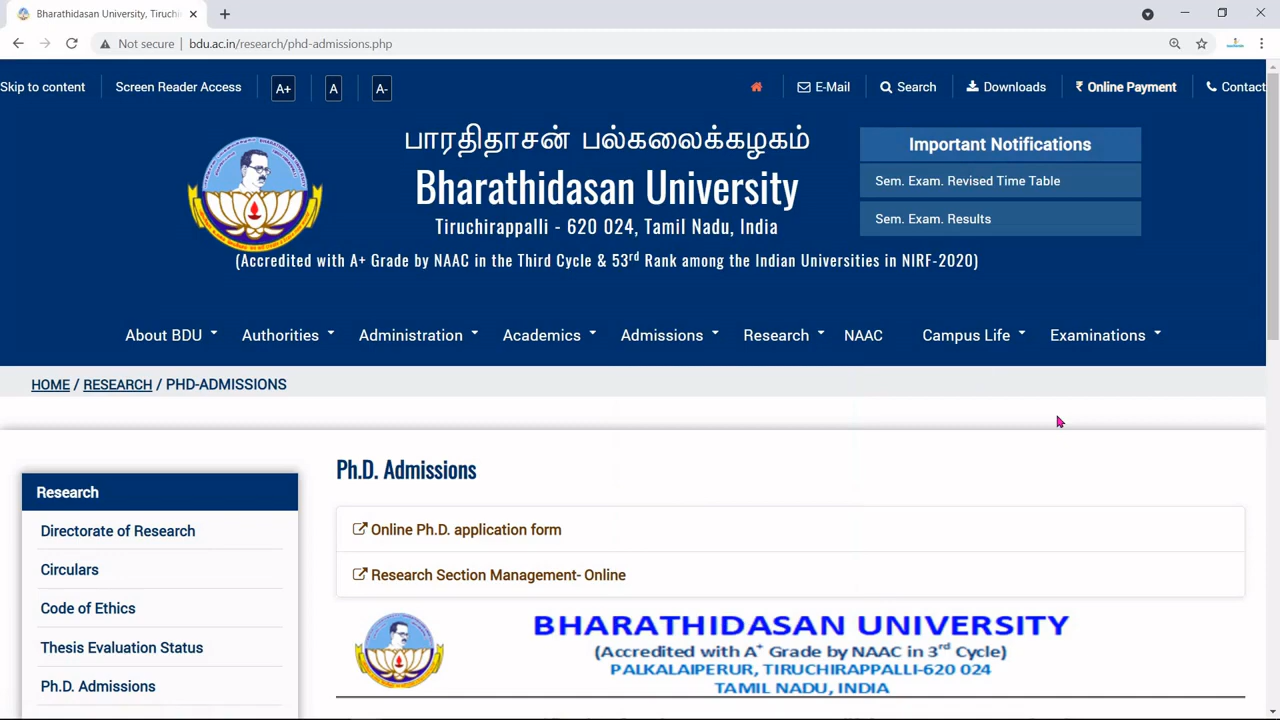 Bharathidasan University, Tiruchi
Not secure
bdu.ac.in/research/phd-admissions.php
Skip to content
Screen Reader Access
A+
A
A-
E-Mail
Search
Downloads
₹ Online Payment
Contact
பாரதிதாசன் பல்கலைக்கழகம்
Bharathidasan University
Tiruchirappalli - 620 024, Tamil Nadu, India
(Accredited with A+ Grade by NAAC in the Third Cycle & 53rd Rank among the Indian Universities in NIRF-2020)
Important Notifications
Sem. Exam. Revised Time Table
Sem. Exam. Results
About BDU
Authorities
Administration
Academics
Admissions
Research
NAAC
Campus Life
Examinations
HOME / RESEARCH / PHD-ADMISSIONS
Research
Directorate of Research
Circulars
Code of Ethics
Thesis Evaluation Status
Ph.D. Admissions
Ph.D. Admissions
Online Ph.D. application form
Research Section Management- Online
BHARATHIDASAN UNIVERSITY
(Accredited with A+ Grade by NAAC in 3rd Cycle)
PALKALAIPERUR, TIRUCHIRAPPALLI-620 024
TAMIL NADU, INDIA